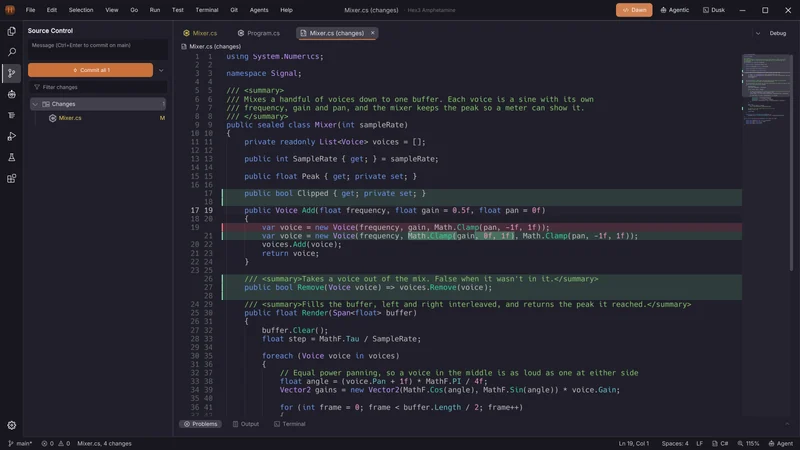 File Edit Selection View Go Run Test Terminal Git Agents Help
Mixer.cs (changes) Hex3 Amphetamine
Dawn Agentic Dusk
Source Control
Message (Ctrl+Enter to commit on main)
Commit all 1
Filter changes
Changes 1
Mixer.cs M
Mixer.cs Program.cs Mixer.cs (changes) ×
Debug
Mixer.cs (changes)
1 1 using System.Numerics;
2 2
3 3 namespace Signal;
4 4
5 5 /// <summary>
6 6 /// Mixes a handful of voices down to one buffer. Each voice is a sine with its own
7 7 /// frequency, gain and pan, and the mixer keeps the peak so a meter can show it.
8 8 /// </summary>
9 9 public sealed class Mixer(int sampleRate)
10 10 {
11 11 private readonly List<Voice> voices = [];
12 12
13 13 public int SampleRate { get; } = sampleRate;
14 14
15 15 public float Peak { get; private set; }
16 16
17 public bool Clipped { get; private set; }
18
17 19 public Voice Add(float frequency, float gain = 0.5f, float pan = 0f)
18 20 {
19 var voice = new Voice(frequency, gain, Math.Clamp(pan, -1f, 1f));
21 var voice = new Voice(frequency, Math.Clamp(gain, 0f, 1f), Math.Clamp(pan, -1f, 1f));
20 22 voices.Add(voice);
21 23 return voice;
22 24 }
23 25
26 /// <summary>Takes a voice out of the mix. False when it wasn't in it.</summary>
27 public bool Remove(Voice voice) => voices.Remove(voice);
28
24 29 /// <summary>Fills the buffer, left and right interleaved, and returns the peak it reached.</summary>
25 30 public float Render(Span<float> buffer)
26 31 {
27 32 buffer.Clear();
28 33 float step = MathF.Tau / SampleRate;
29 34
30 35 foreach (Voice voice in voices)
31 36 {
32 37 // Equal power panning, so a voice in the middle is as loud as one at either side
33 38 float angle = (voice.Pan + 1f) * MathF.PI / 4f;
34 39 Vector2 gains = new Vector2(MathF.Cos(angle), MathF.Sin(angle)) * voice.Gain;
35 40
36 41 for (int frame = 0; frame < buffer.Length / 2; frame++)
Problems Output Terminal
main* 0 0 Mixer.cs, 4 changes
Ln 19, Col 1 Spaces: 4 LF C# 115% Agent